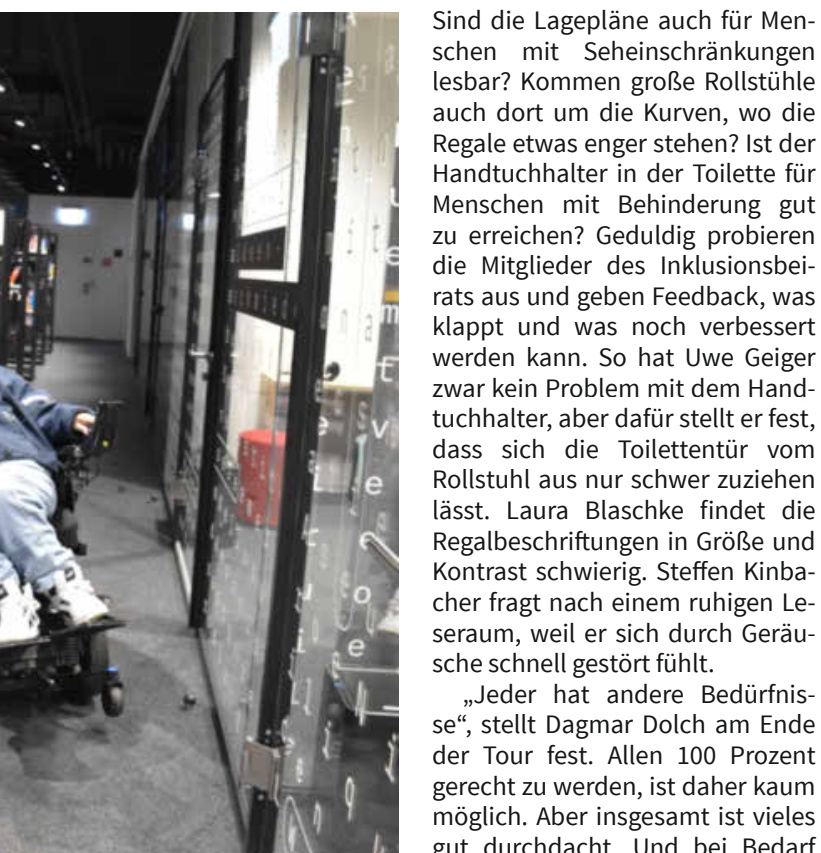 Sind die Lagepläne auch für Men-
schen mit Seheinschränkungen
lesbar? Kommen große Rollstühle
auch dort um die Kurven, wo die
Regale etwas enger stehen? Ist der
Handtuchhalter in der Toilette für
Menschen mit Behinderung gut
zu erreichen? Geduldig probieren
die Mitglieder des Inklusionsbei-
rats aus und geben Feedback, was
klappt und was noch verbessert
werden kann. So hat Uwe Geiger
zwar kein Problem mit dem Hand-
tuchhalter, aber dafür stellt er fest,
dass sich die Toilettentür vom
Rollstuhl aus nur schwer zuziehen
lässt. Laura Blaschke findet die
Regalbeschriftungen in Größe und
Kontrast schwierig. Steffen Kinba-
cher fragt nach einem ruhigen Le-
seraum, weil er sich durch Geräu-
sche schnell gestört fühlt.
„Jeder hat andere Bedürfnis-
se“, stellt Dagmar Dolch am Ende
der Tour fest. Allen 100 Prozent
gerecht zu werden, ist daher kaum
möglich. Aber insgesamt ist vieles
gut durchdacht. Und bei Bedarf